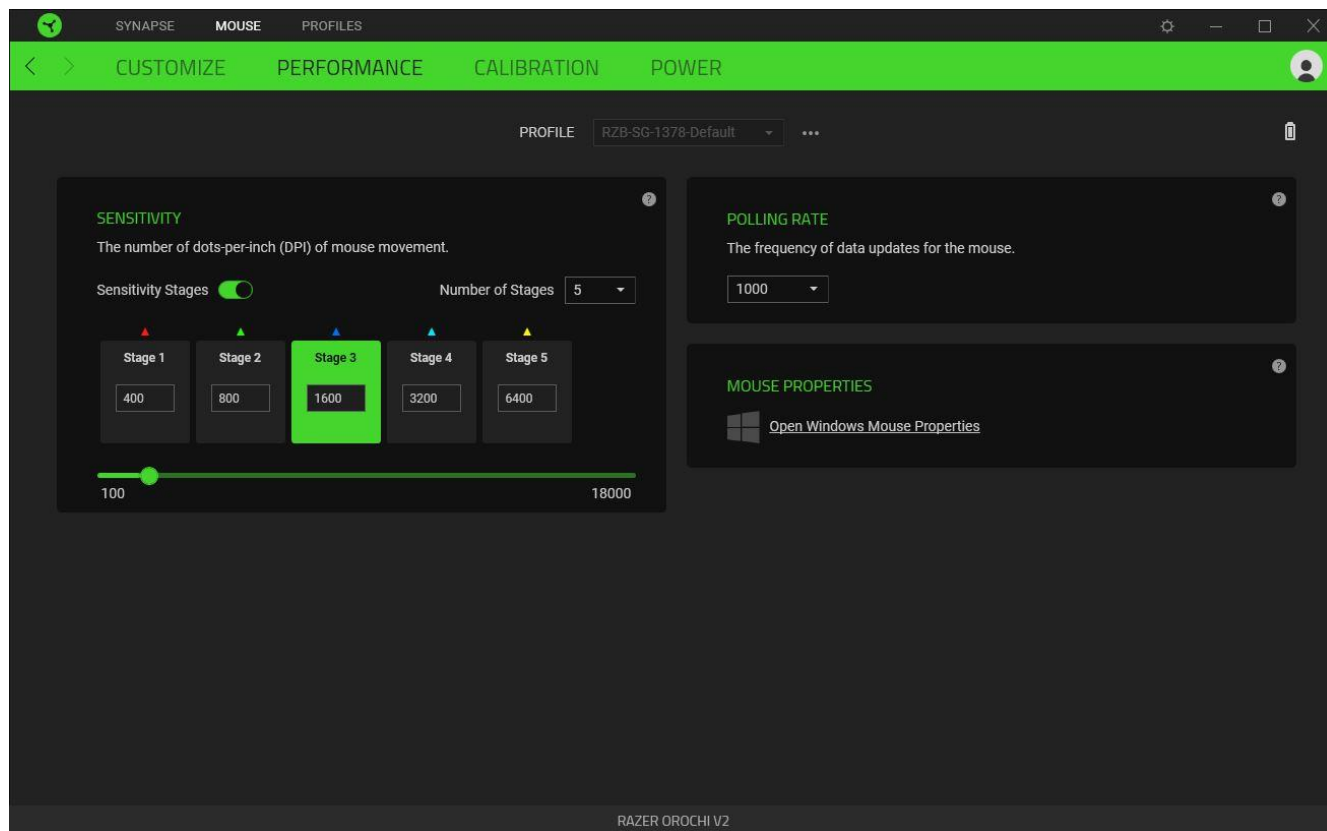 SYNAPSE MOUSE PROFILES
CUSTOMIZE PERFORMANCE CALIBRATION POWER
PROFILE RZB-SG-1378-Default
SENSITIVITY
The number of dots-per-inch (DPI) of mouse movement.
Sensitivity Stages Number of Stages 5
Stage 1 Stage 2 Stage 3 Stage 4 Stage 5
400 800 1600 3200 6400
100 18000
POLLING RATE
The frequency of data updates for the mouse.
1000
MOUSE PROPERTIES
Open Windows Mouse Properties
RAZER OROCHI V2